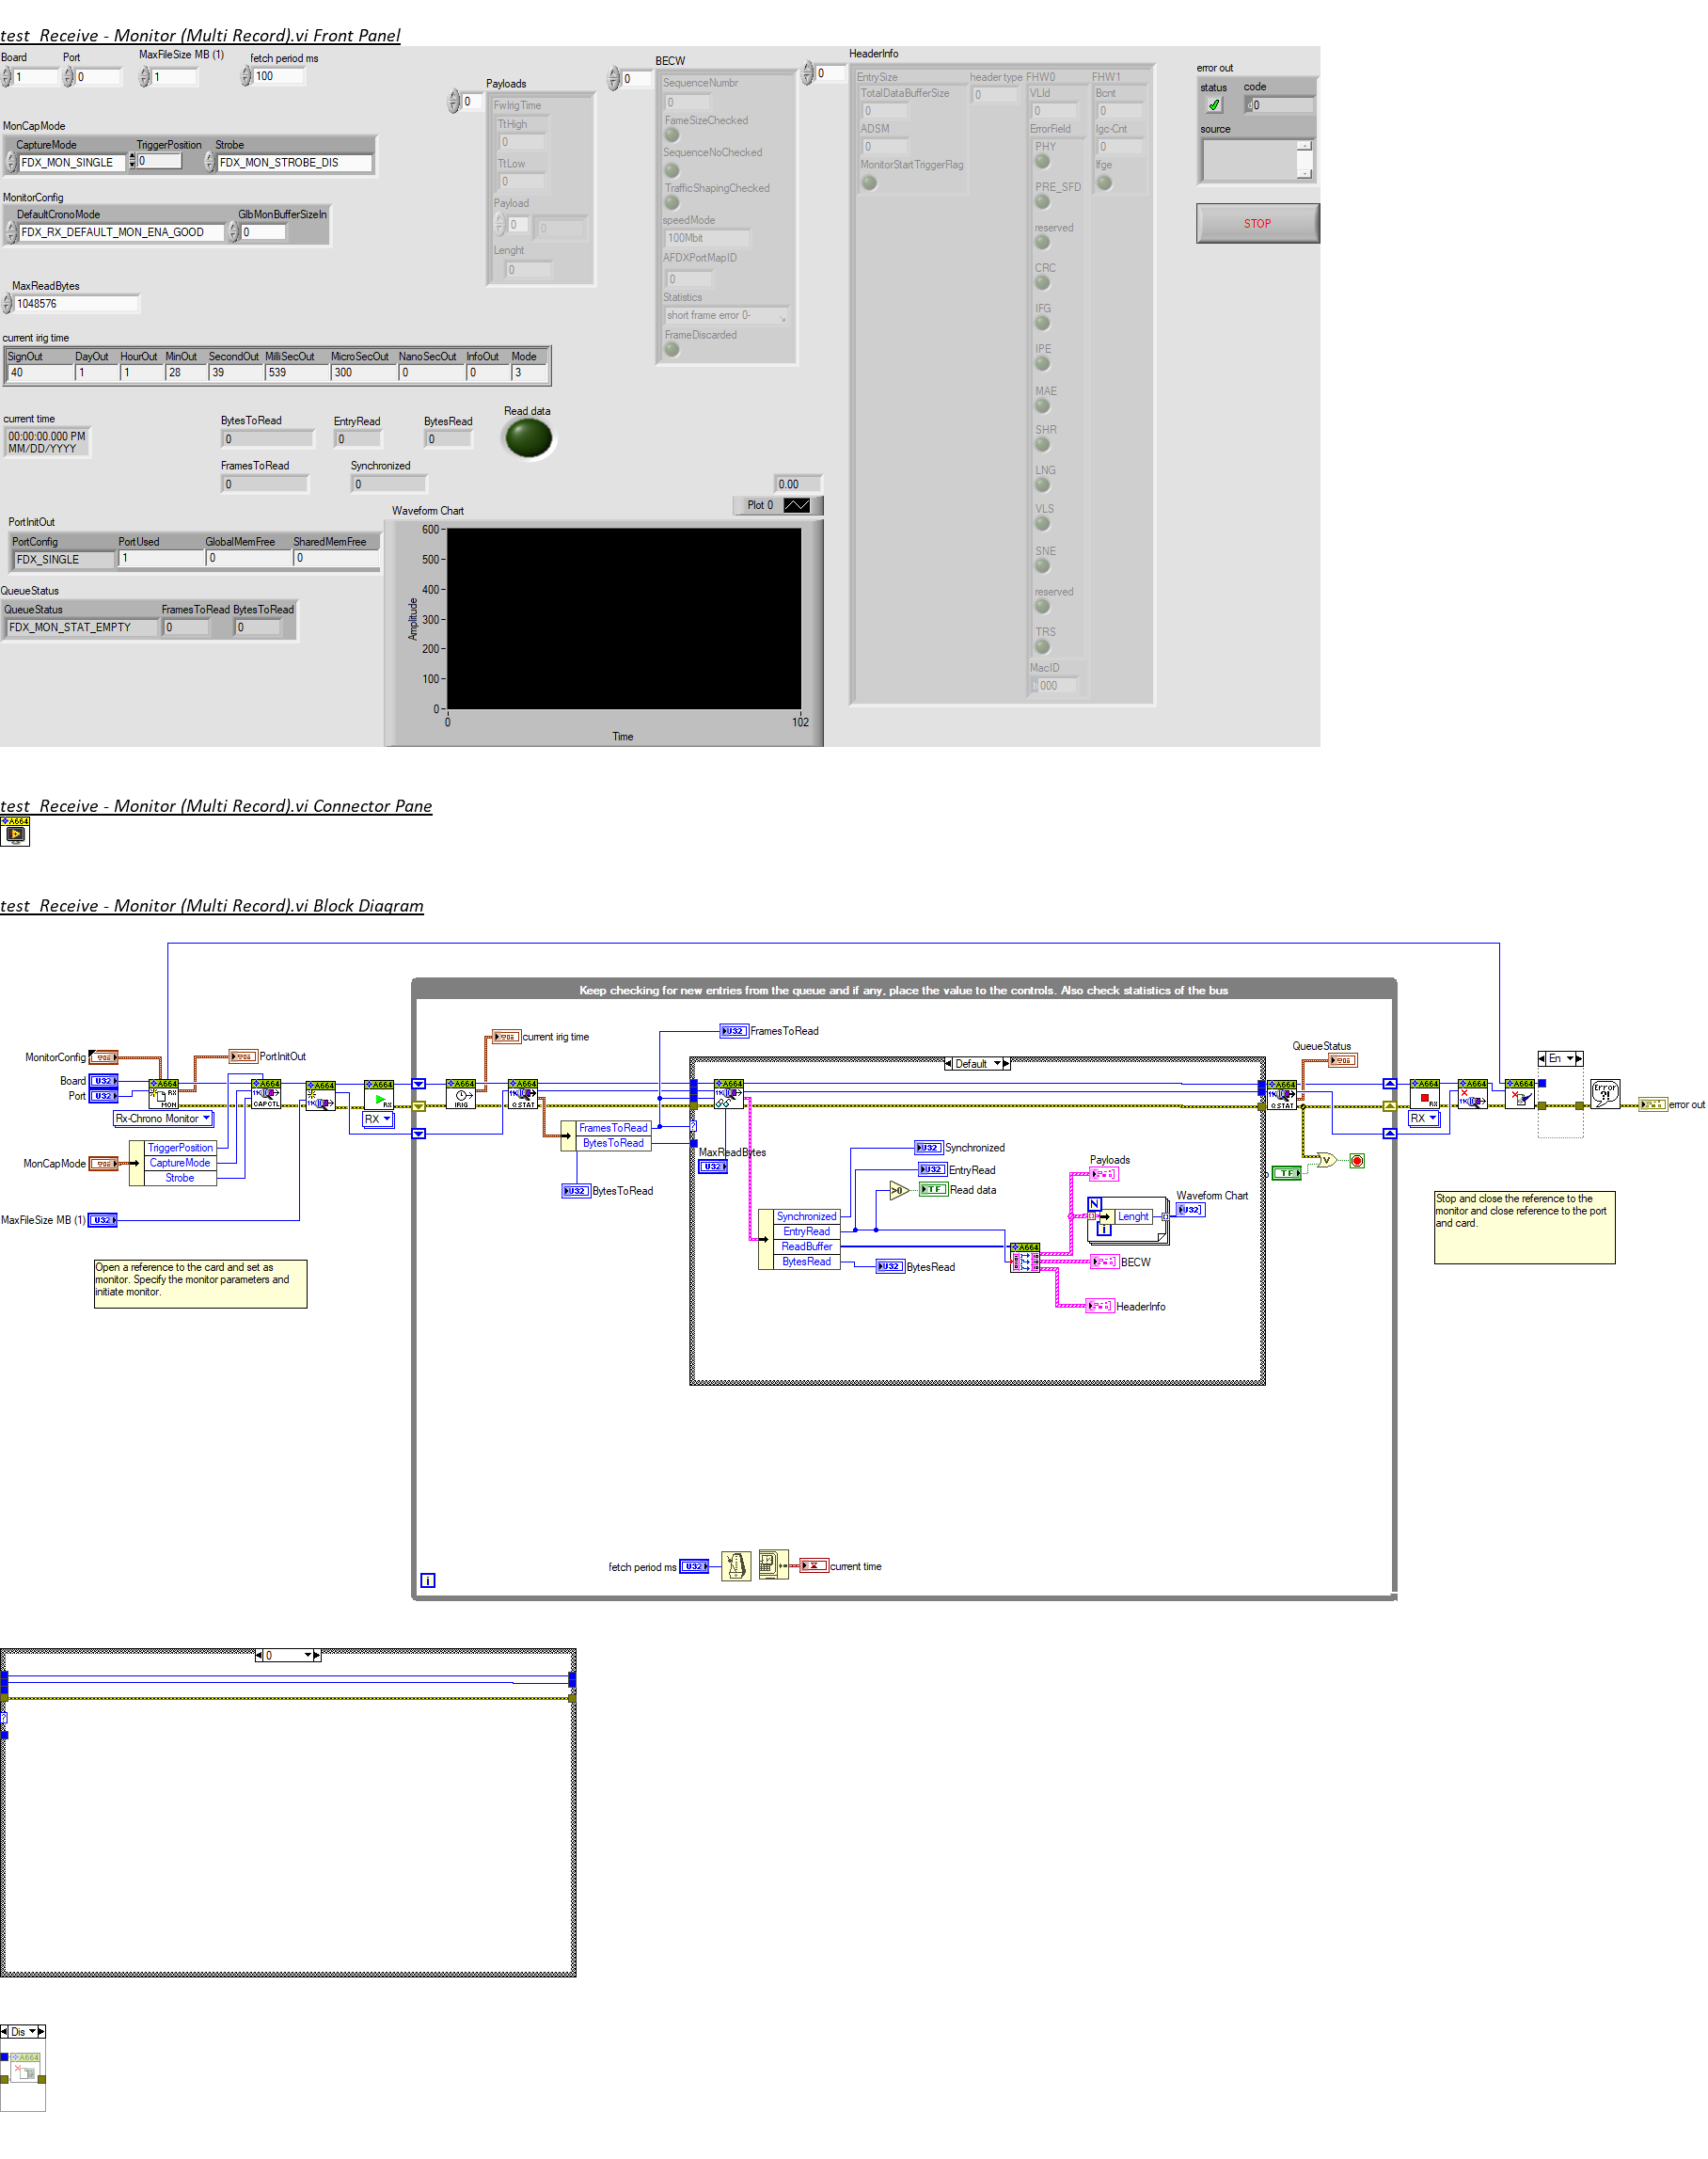 test_Receive - Monitor (Multi Record).vi Front Panel
Board
Port
MaxFileSize MB (1)
fetch period ms
1
0
1
100
MonCapMode
CaptureMode
TriggerPosition
Strobe
FDX_MON_SINGLE
0
FDX_MON_STROBE_DIS
MonitorConfig
DefaultCronoMode
GlbMonBufferSizeIn
FDX_RX_DEFAULT_MON_ENA_GOOD
0
MaxReadBytes
1048576
current irig time
SignOut DayOut HourOut MinOut SecondOut MilliSecOut MicroSecOut NanoSecOut InfoOut Mode
40 1 1 28 39 539 300 0 0 3
current time
00:00:00.000 PM
MM/DD/YYYY
BytesToRead
0
EntryRead
0
BytesRead
0
Read data
FramesToRead
0
Synchronized
0
PortInitOut
PortConfig PortUsed GlobalMemFree SharedMemFree
FDX_SINGLE 1 0 0
QueueStatus
QueueStatus FramesToRead BytesToRead
FDX_MON_STAT_EMPTY 0 0
Waveform Chart
0.00
Plot 0
600
500
400
300
200
100
0
Amplitude
0
102
Time
Payloads
0
FwIrigTime
TtHigh
0
TtLow
0
Payload
0
0
Lenght
0
BECW
0
SequenceNumbr
0
FameSizeChecked
SequenceNoChecked
TrafficShapingChecked
speedMode
100Mbit
AFDXPortMapID
0
Statistics
short frame error 0-
FrameDiscarded
HeaderInfo
0
EntrySize
TotalDataBufferSize
0
ADSM
0
MonitorStartTriggerFlag
header type
0
FHW0
VLId
0
ErrorField
PHY
PRE_SFD
reserved
CRC
IFG
IPE
MAE
SHR
LNG
VLS
SNE
reserved
TRS
MacID
000
FHW1
Bcnt
0
Igc-Cnt
0
Ifge
error out
status
code
d0
source
STOP
test_Receive - Monitor (Multi Record).vi Connector Pane
A664
test_Receive - Monitor (Multi Record).vi Block Diagram
Keep checking for new entries from the queue and if any, place the value to the controls. Also check statistics of the bus
MonitorConfig
Board
U32
Port
U32
A664
RX
MON
Rx-Chrono Monitor
PortInitOut
A664
CAPCTL
A664
A664
RX
RX
MonCapMode
TriggerPosition
CaptureMode
Strobe
MaxFileSize MB (1)
U32
Open a reference to the card and set as
monitor. Specify the monitor parameters and
initiate monitor.
current irig time
A664
IRIG
A664
Q STAT
FramesToRead
BytesToRead
U32
BytesToRead
U32
FramesToRead
Default
A664
MaxReadBytes
U32
Synchronized
EntryRead
ReadBuffer
BytesRead
U32
Synchronized
U32
EntryRead
>0
TF
Read data
U32
BytesRead
A664
Payloads
N
Lenght
i
Waveform Chart
U32
BECW
HeaderInfo
QueueStatus
A664
Q STAT
TF
V
A664
RX
RX
A664
A664
En
Error
?!
error out
Stop and close the reference to the
monitor and close reference to the port
and card.
i
fetch period ms
U32
current time
0
?
Dis
A664